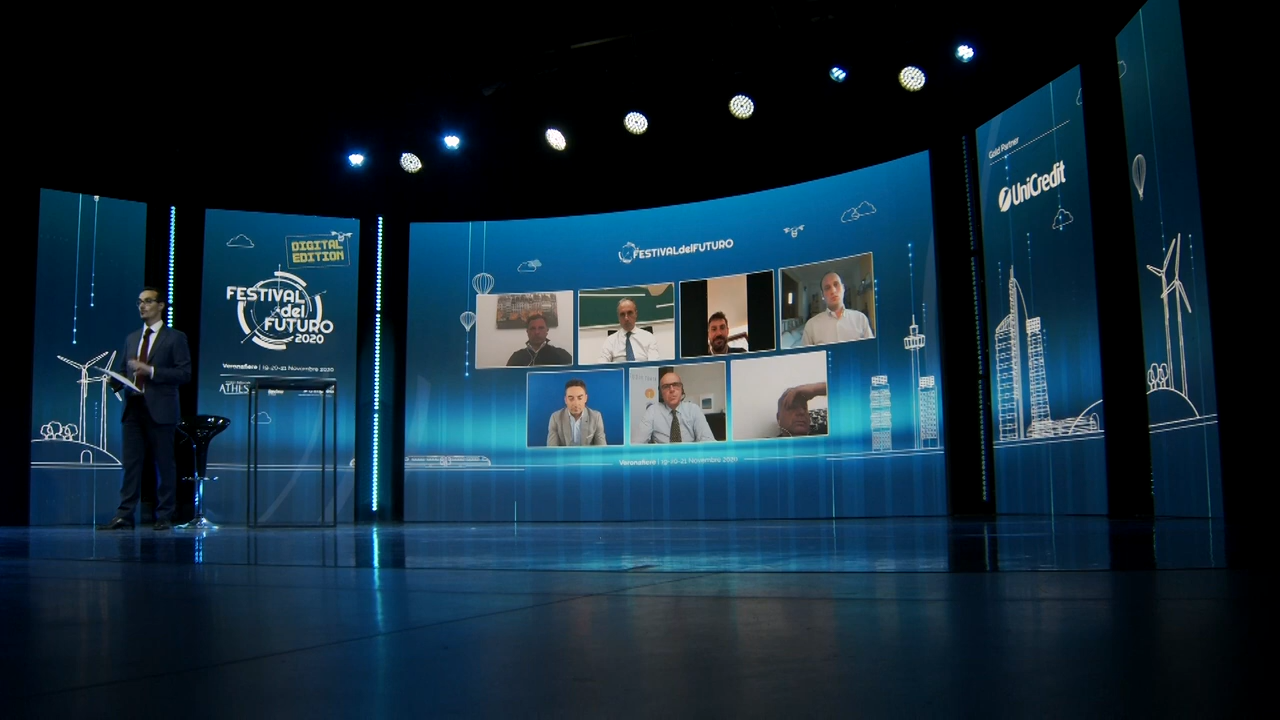 DIGITAL
EDITION
FESTIVAL
del
FUTURO
2020
Veronafiere | 19-20-21 Novembre 2020
FESTIVALdelFUTURO
Veronafiere | 19-20-21 Novembre 2020
Gold Partner
UniCredit